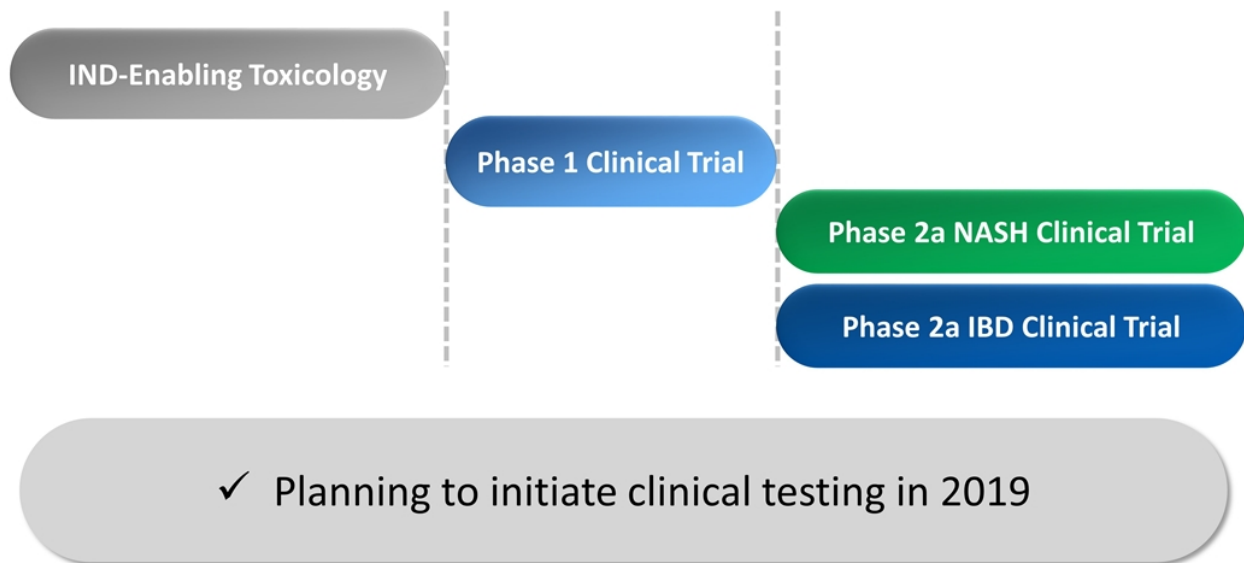 IND-Enabling Toxicology
Phase 1 Clinical Trial
Phase 2a NASH Clinical Trial
Phase 2a IBD Clinical Trial
✓ Planning to initiate clinical testing in 2019